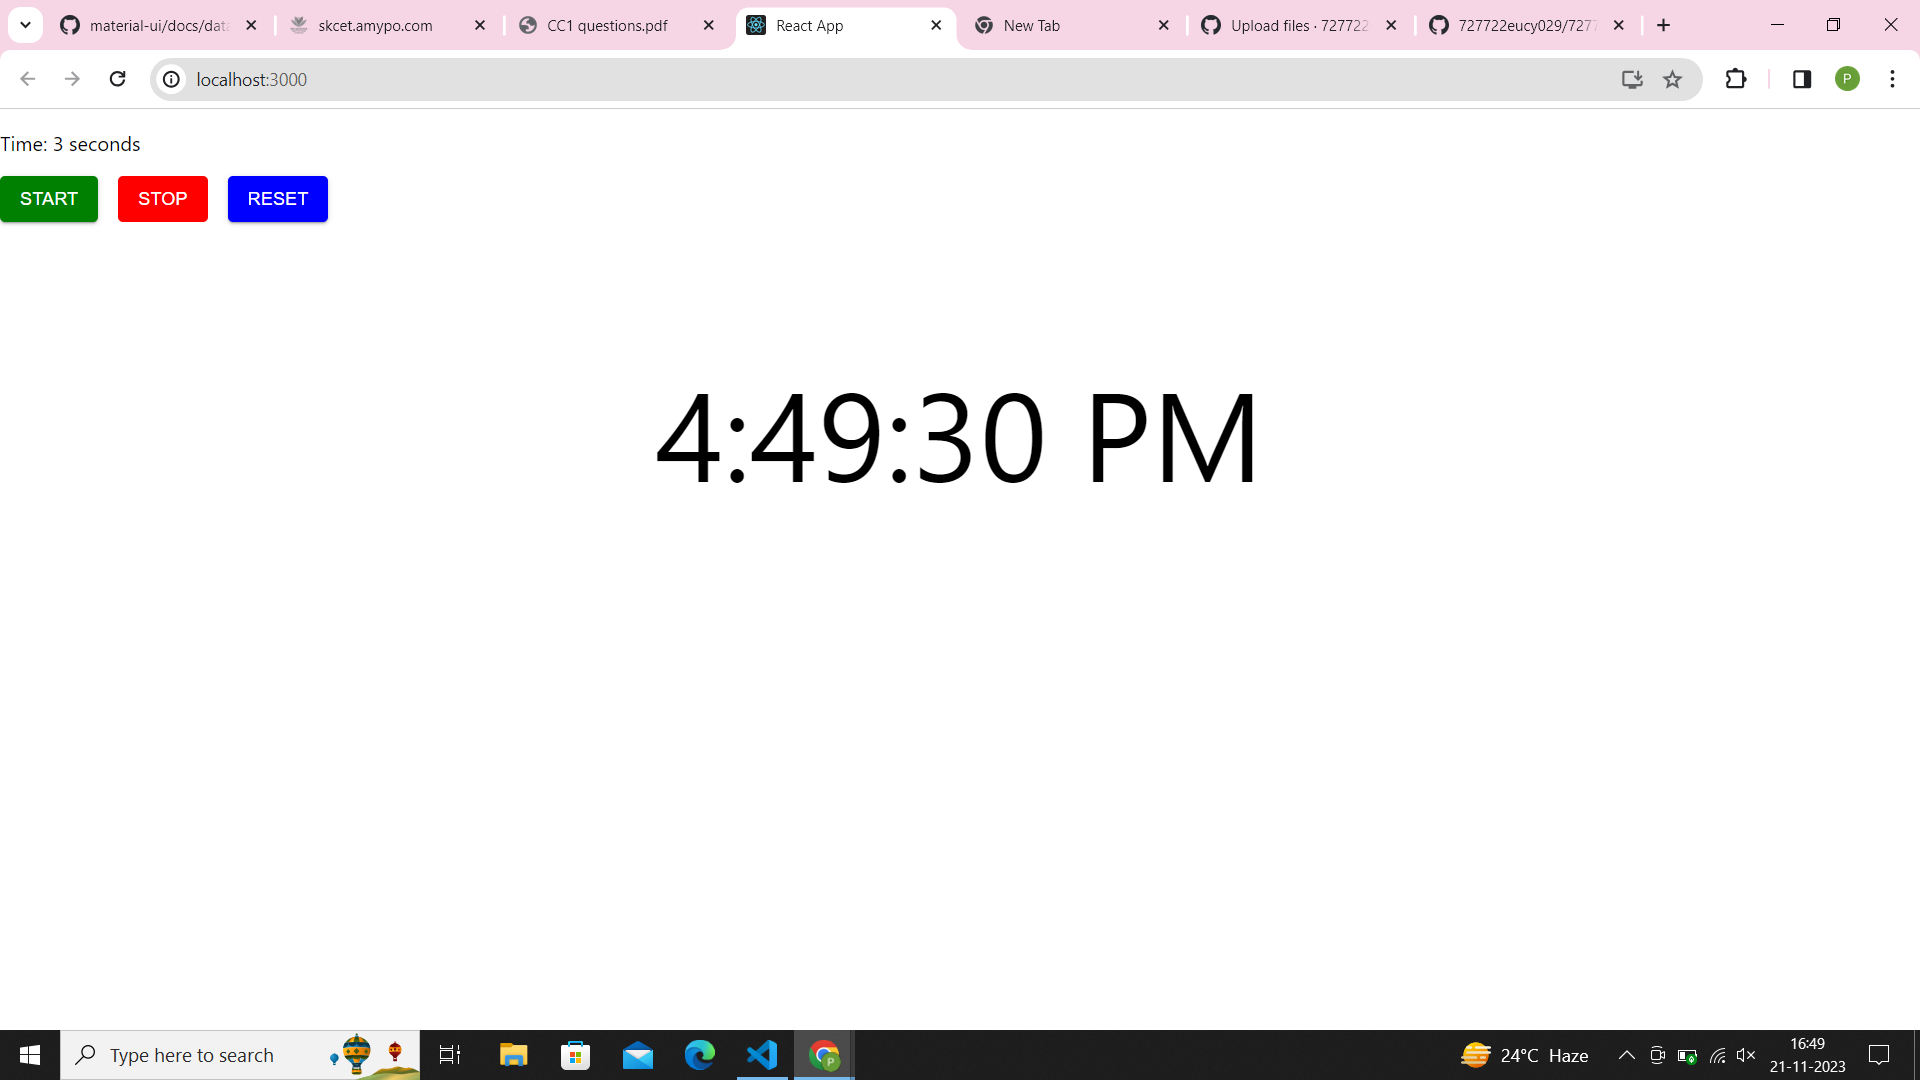 material-ui/docs/data
skcet.amypo.com
CC1 questions.pdf
React App
New Tab
Upload files · 727722
727722eucy029/7277
localhost:3000
P
Time: 3 seconds
START
STOP
RESET
4:49:30 PM
Type here to search
24°C Haze
16:49
21-11-2023